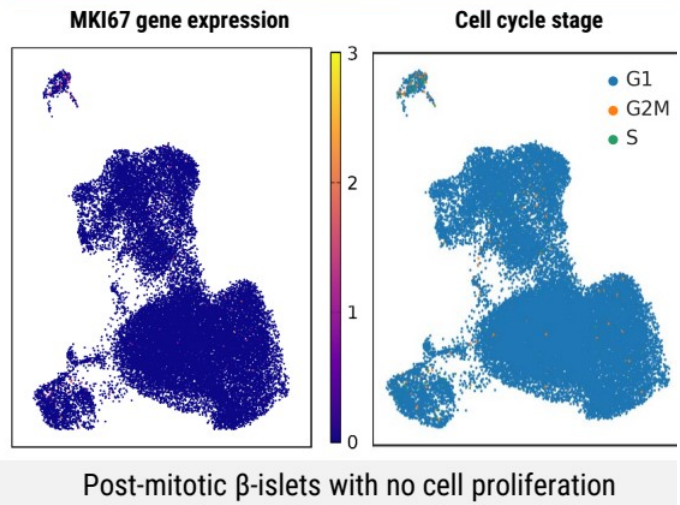 MKI67 gene expression
Cell cycle stage
3
2
1
0
G1
G2M
S
Post-mitotic β-islets with no cell proliferation